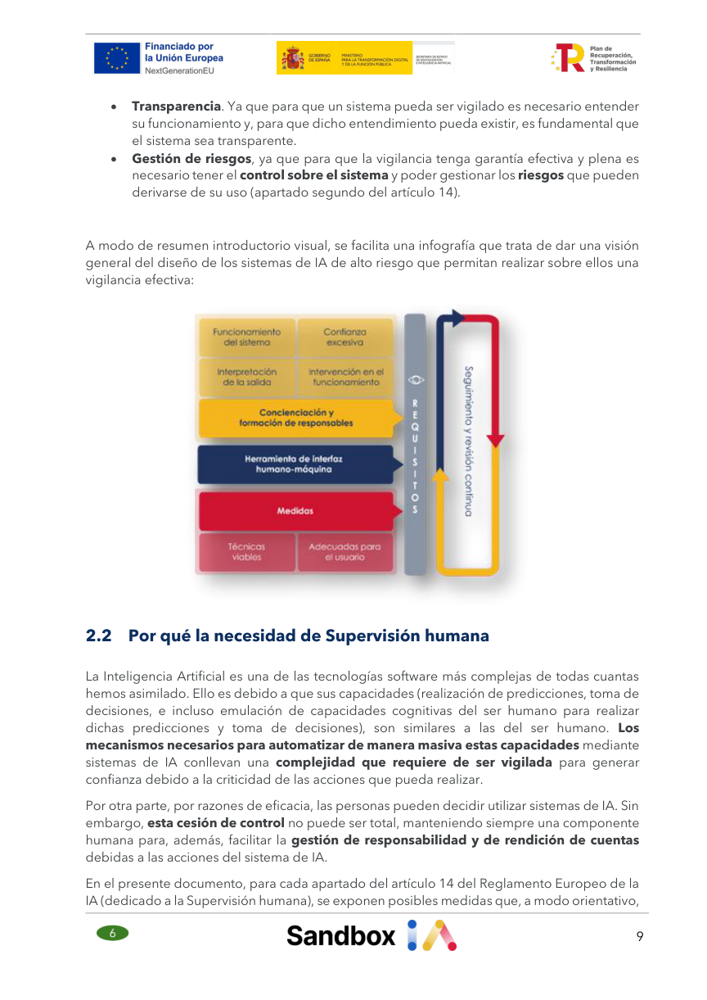 Financiado por
la Unión Europea
NextGenerationEU
GOBIERNO
DE ESPAÑA
MINISTERIO
PARA LA TRANSFORMACIÓN DIGITAL
Y DE LA FUNCIÓN PÚBLICA
SECRETARÍA DE ESTADO
DE DIGITALIZACIÓN
E INTELIGENCIA ARTIFICIAL
Plan de
Recuperación,
Transformación
y Resiliencia
• Transparencia. Ya que para que un sistema pueda ser vigilado es necesario entender
su funcionamiento y, para que dicho entendimiento pueda existir, es fundamental que
el sistema sea transparente.
• Gestión de riesgos, ya que para que la vigilancia tenga garantía efectiva y plena es
necesario tener el control sobre el sistema y poder gestionar los riesgos que pueden
derivarse de su uso (apartado segundo del artículo 14).
A modo de resumen introductorio visual, se facilita una infografía que trata de dar una visión
general del diseño de los sistemas de IA de alto riesgo que permitan realizar sobre ellos una
vigilancia efectiva:
Funcionamiento
del sistema
Confianza
excesiva
Interpretación
de la salida
Intervención en el
funcionamiento
Concienciación y
formación de responsables
Herramienta de interfaz
humano-máquina
Medidas
Técnicas
viables
Adecuadas para
el usuario
REQUISITOS
Seguimiento y revisión continua
2.2 Por qué la necesidad de Supervisión humana
La Inteligencia Artificial es una de las tecnologías software más complejas de todas cuantas
hemos asimilado. Ello es debido a que sus capacidades (realización de predicciones, toma de
decisiones, e incluso emulación de capacidades cognitivas del ser humano para realizar
dichas predicciones y toma de decisiones), son similares a las del ser humano. Los
mecanismos necesarios para automatizar de manera masiva estas capacidades mediante
sistemas de IA conllevan una complejidad que requiere de ser vigilada para generar
confianza debido a la criticidad de las acciones que pueda realizar.
Por otra parte, por razones de eficacia, las personas pueden decidir utilizar sistemas de IA. Sin
embargo, esta cesión de control no puede ser total, manteniendo siempre una componente
humana para, además, facilitar la gestión de responsabilidad y de rendición de cuentas
debidas a las acciones del sistema de IA.
En el presente documento, para cada apartado del artículo 14 del Reglamento Europeo de la
IA (dedicado a la Supervisión humana), se exponen posibles medidas que, a modo orientativo,
6
Sandbox IA
9